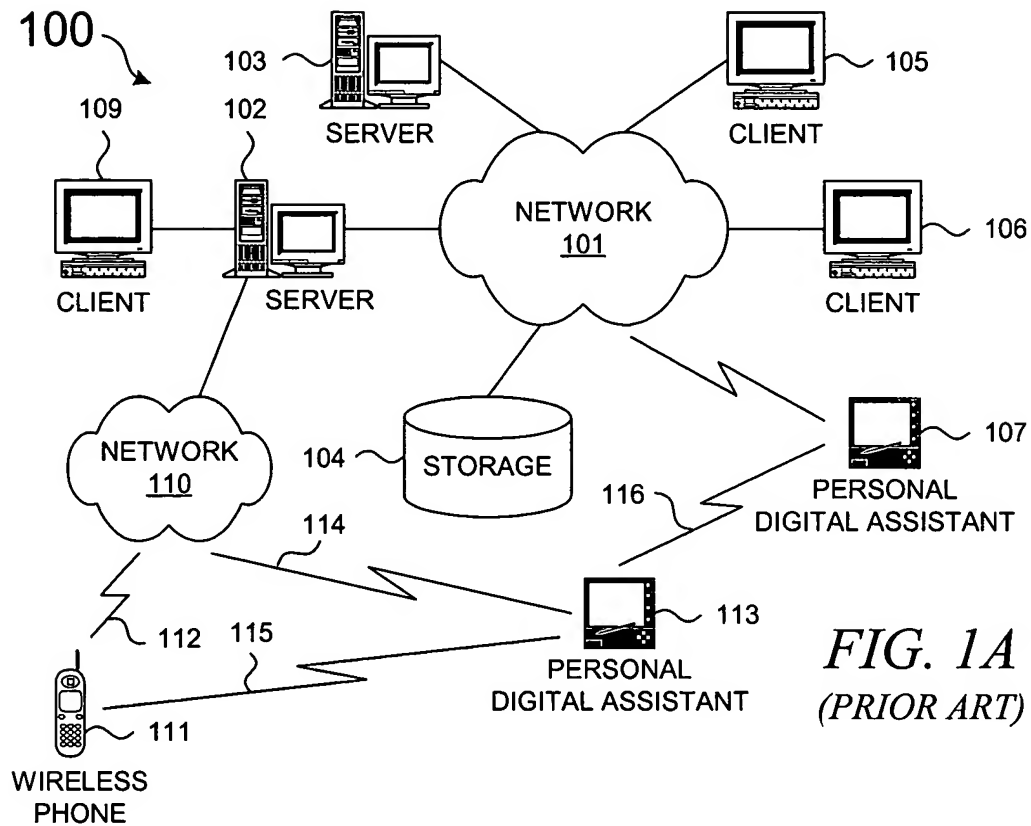 100
103
SERVER
105
CLIENT
109
102
CLIENT
SERVER
NETWORK
101
106
CLIENT
NETWORK
110
104
STORAGE
107
PERSONAL
DIGITAL ASSISTANT
116
114
112
115
113
PERSONAL
DIGITAL ASSISTANT
111
WIRELESS
PHONE
FIG. 1A
(PRIOR ART)